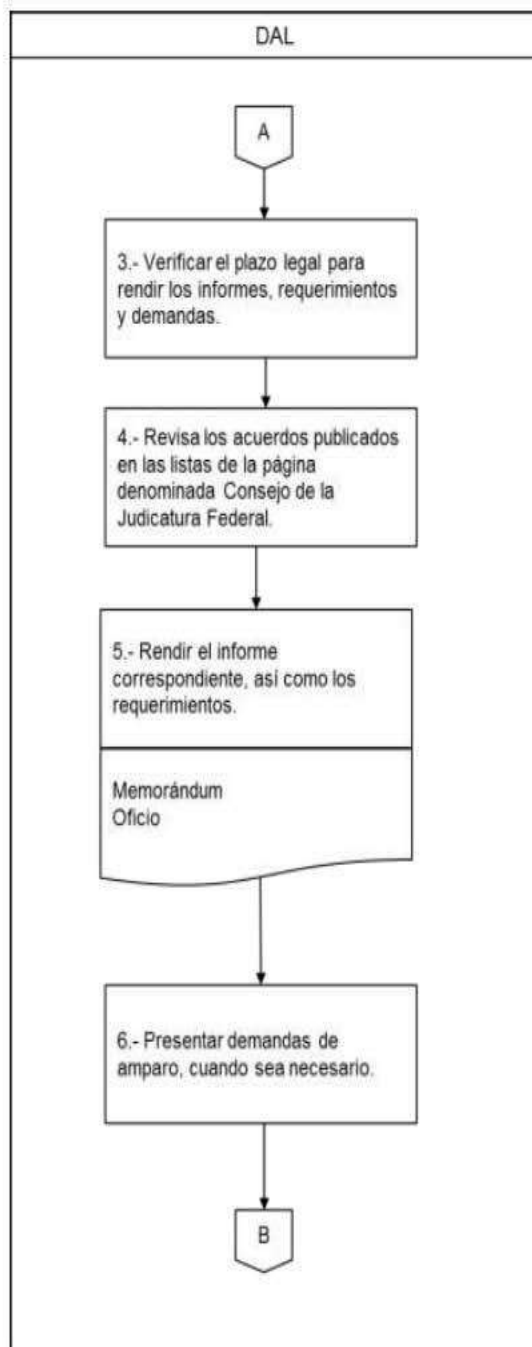 DAL
A
3.- Verificar el plazo legal para
rendir los informes, requerimientos
y demandas.
4.- Revisa los acuerdos publicados
en las listas de la página
denominada Consejo de la
Judicatura Federal.
5.- Rendir el informe
correspondiente, así como los
requerimientos.
Memorándum
Oficio
6.- Presentar demandas de
amparo, cuando sea necesario.
B